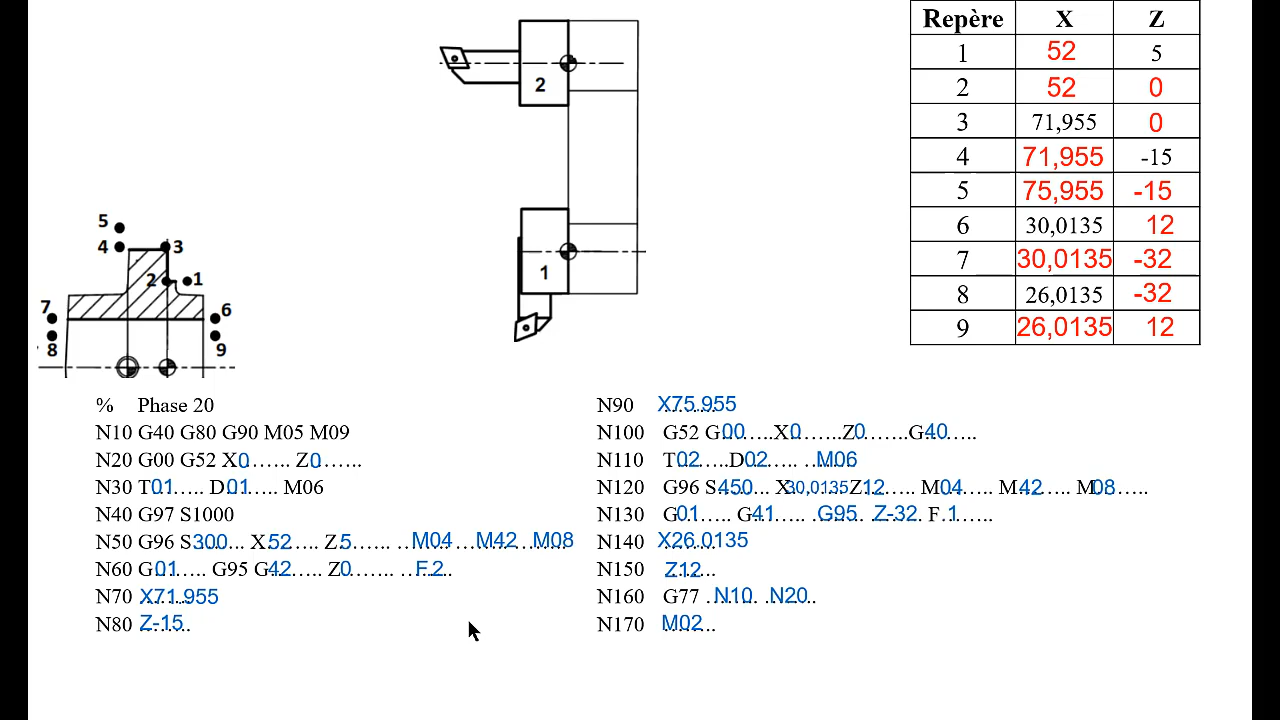 Repère X Z
1 52 5
2 52 0
3 71,955 0
4 71,955 -15
5 75,955 -15
6 30,0135 12
7 30,0135 -32
8 26,0135 -32
9 26,0135 12
2
1
5
4 3
2 1
7 6
8 9
% Phase 20
N10 G40 G80 G90 M05 M09
N20 G00 G52 X0....... Z0......
N30 T01..... D01..... M06
N40 G97 S1000
N50 G96 S300.... X52..... Z5...... M04 M42 M08
N60 G01...... G95 G42..... Z0....... F.2..
N70 X71.955
N80 Z-15.
N90 X75.955
N100 G52 G00......X0.......Z0.......G40.....
N110 T02.....D02..... M06
N120 G96 S450... X30,0135Z12..... M04.... M42.... M08.....
N130 G01..... G41..... G95 Z-32 F.1......
N140 X26.0135
N150 Z12...
N160 G77 .N10. .N20..
N170 M02..